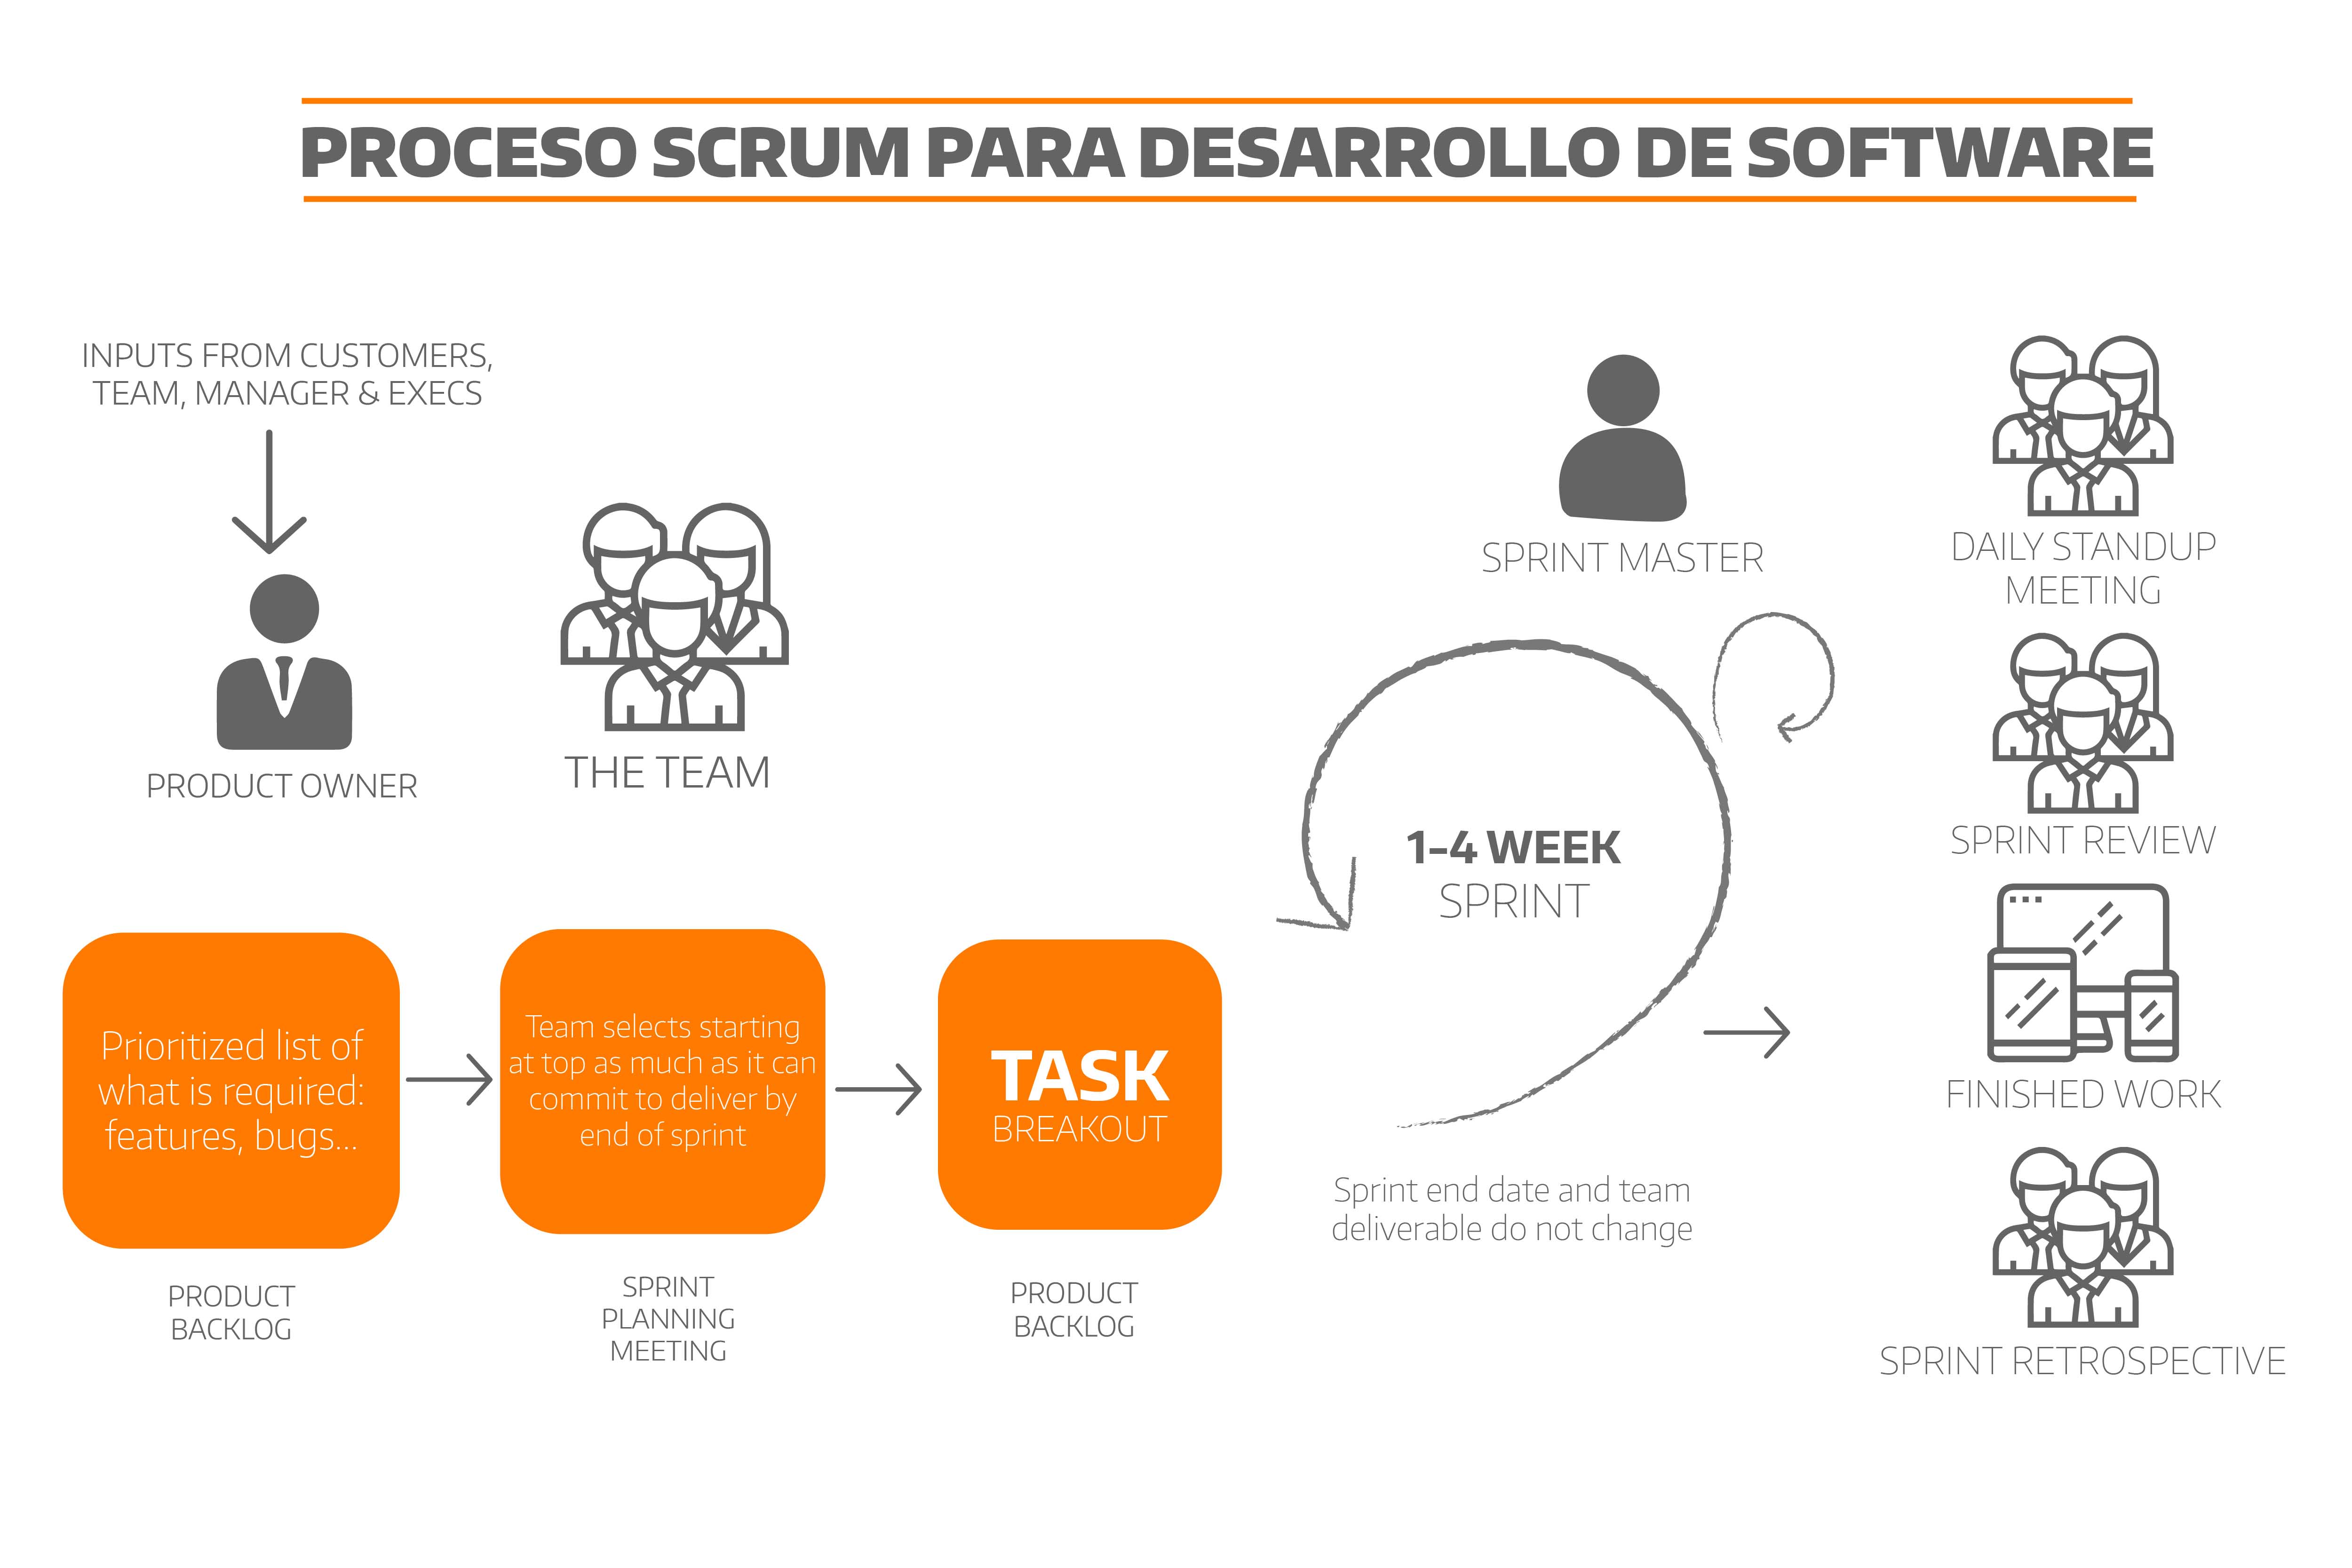 PROCESO SCRUM PARA DESARROLLO DE SOFTWARE
INPUTS FROM CUSTOMERS,
TEAM, MANAGER & EXECS
PRODUCT OWNER
THE TEAM
Prioritized list of
what is required:
features, bugs...
PRODUCT
BACKLOG
Team selects starting
at top as much as it can
commit to deliver by
end of sprint
SPRINT
PLANNING
MEETING
TASK
BREAKOUT
PRODUCT
BACKLOG
SPRINT MASTER
1-4 WEEK
SPRINT
Sprint end date and team
deliverable do not change
DAILY STANDUP
MEETING
SPRINT REVIEW
FINISHED WORK
SPRINT RETROSPECTIVE